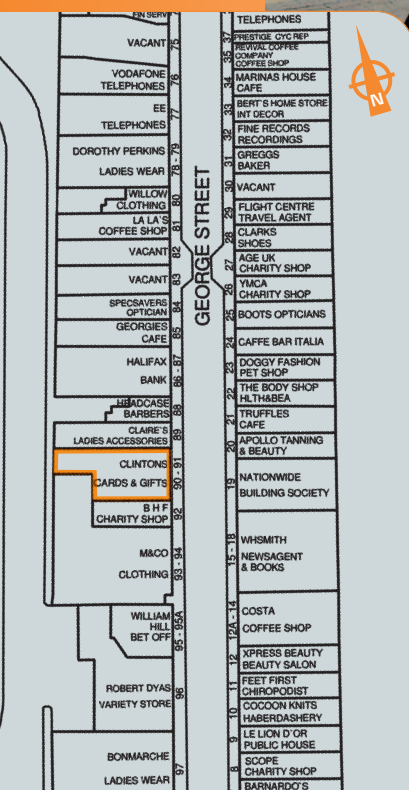 FIN SERV
VACANT
75
VODAFONE
TELEPHONES
76
EE
TELEPHONES
77
DOROTHY PERKINS
LADIES WEAR
78 - 79
WILLOW
CLOTHING
80
LA LA'S
COFFEE SHOP
81
VACANT
82
VACANT
83
SPECSAVERS
OPTICIAN
84
GEORGIES
CAFE
85
HALIFAX
BANK
86 - 87
HEADCASE
BARBERS
88
CLAIRE'S
LADIES ACCESSORIES
89
CLINTONS
CARDS & GIFTS
90 - 91
B H F
CHARITY SHOP
92
M&CO
CLOTHING
93 - 94
WILLIAM
HILL
BET OFF
95 - 95A
ROBERT DYAS
VARIETY STORE
96
BONMARCHE
LADIES WEAR
97
GEORGE STREET
TELEPHONES
37
PRESTIGE CYC REP
35
REVIVAL COFFEE
COMPANY
COFFEE SHOP
34
MARINAS HOUSE
CAFE
33
BERT'S HOME STORE
INT DECOR
32
FINE RECORDS
RECORDINGS
31
GREGGS
BAKER
30
VACANT
29
FLIGHT CENTRE
TRAVEL AGENT
28
CLARKS
SHOES
27
AGE UK
CHARITY SHOP
26
YMCA
CHARITY SHOP
25
BOOTS OPTICIANS
24
CAFFE BAR ITALIA
23
DOGGY FASHION
PET SHOP
22
THE BODY SHOP
HLTH&BEA
21
TRUFFLES
CAFE
20
APOLLO TANNING
& BEAUTY
19
NATIONWIDE
BUILDING SOCIETY
15 - 18
WHSMITH
NEWSAGENT
& BOOKS
12A - 14
COSTA
COFFEE SHOP
12
XPRESS BEAUTY
BEAUTY SALON
11
FEET FIRST
CHIROPODIST
10
COCOON KNITS
HABERDASHERY
9
LE LION D'OR
PUBLIC HOUSE
8
SCOPE
CHARITY SHOP
BARNARDO'S
N